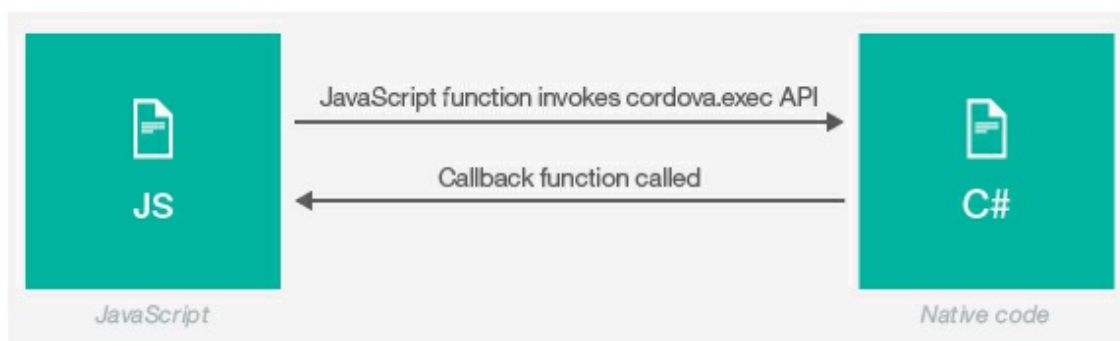 JavaScript function invokes cordova.exec API
Callback function called
JS
C#
JavaScript
Native code